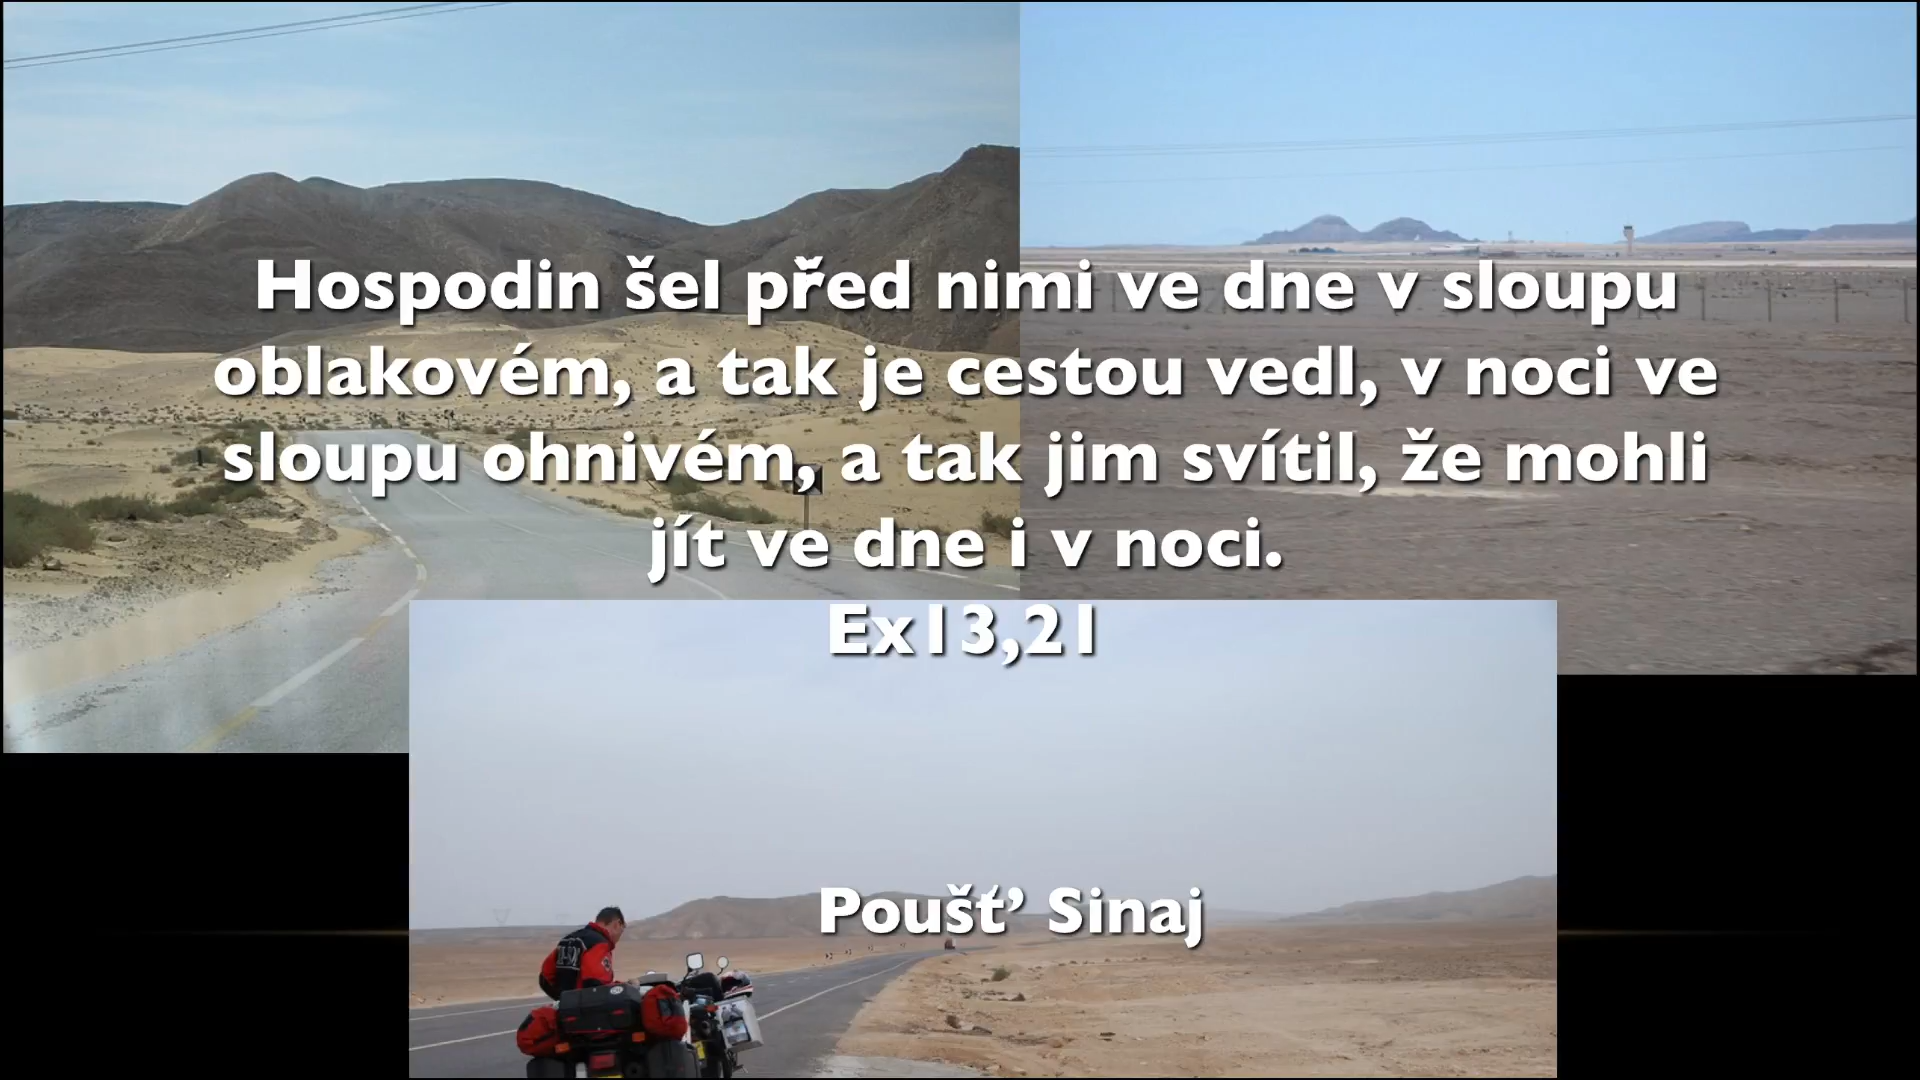 Hospodin šel před nimi ve dne v sloupu
oblakovém, a tak je cestou vedl, v noci ve
sloupu ohnivém, a tak jim svítil, že mohli
jít ve dne i v noci.
Ex13,21
Poušť Sinaj